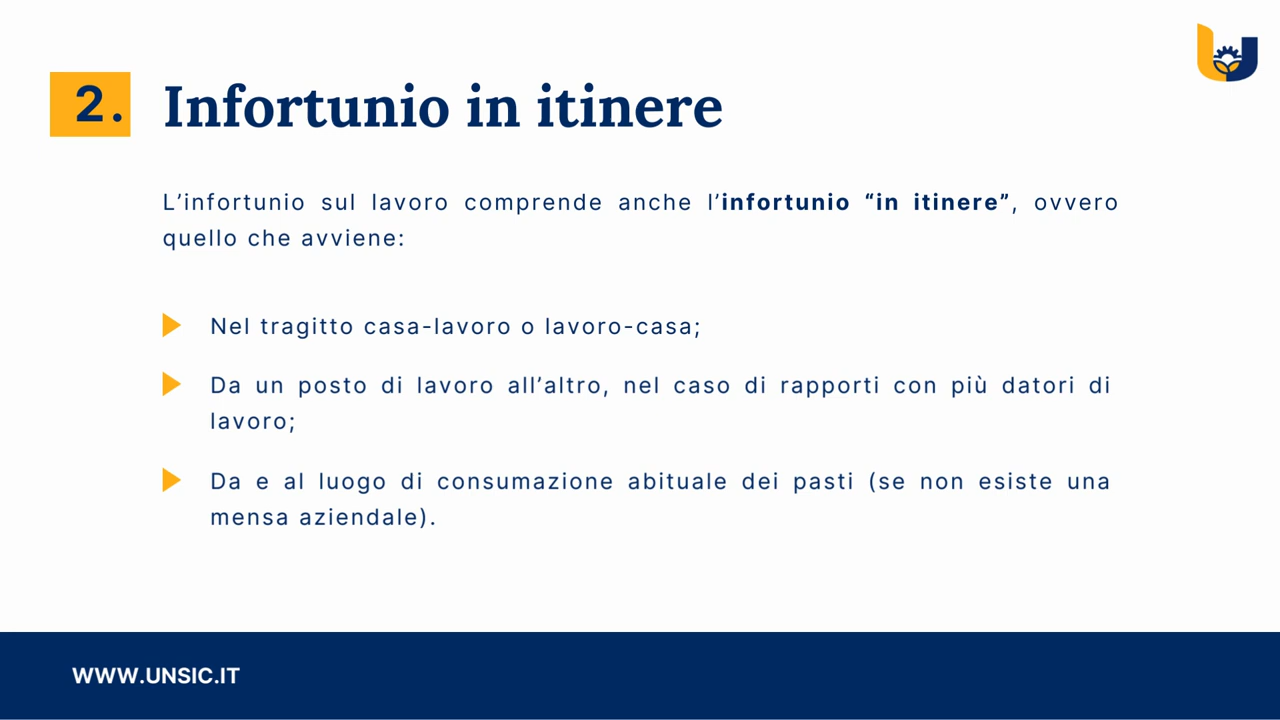 2. Infortunio in itinere
L’infortunio sul lavoro comprende anche l’infortunio “in itinere”, ovvero
quello che avviene:
Nel tragitto casa-lavoro o lavoro-casa;
Da un posto di lavoro all’altro, nel caso di rapporti con più datori di
lavoro;
Da e al luogo di consumazione abituale dei pasti (se non esiste una
mensa aziendale).
WWW.UNSIC.IT